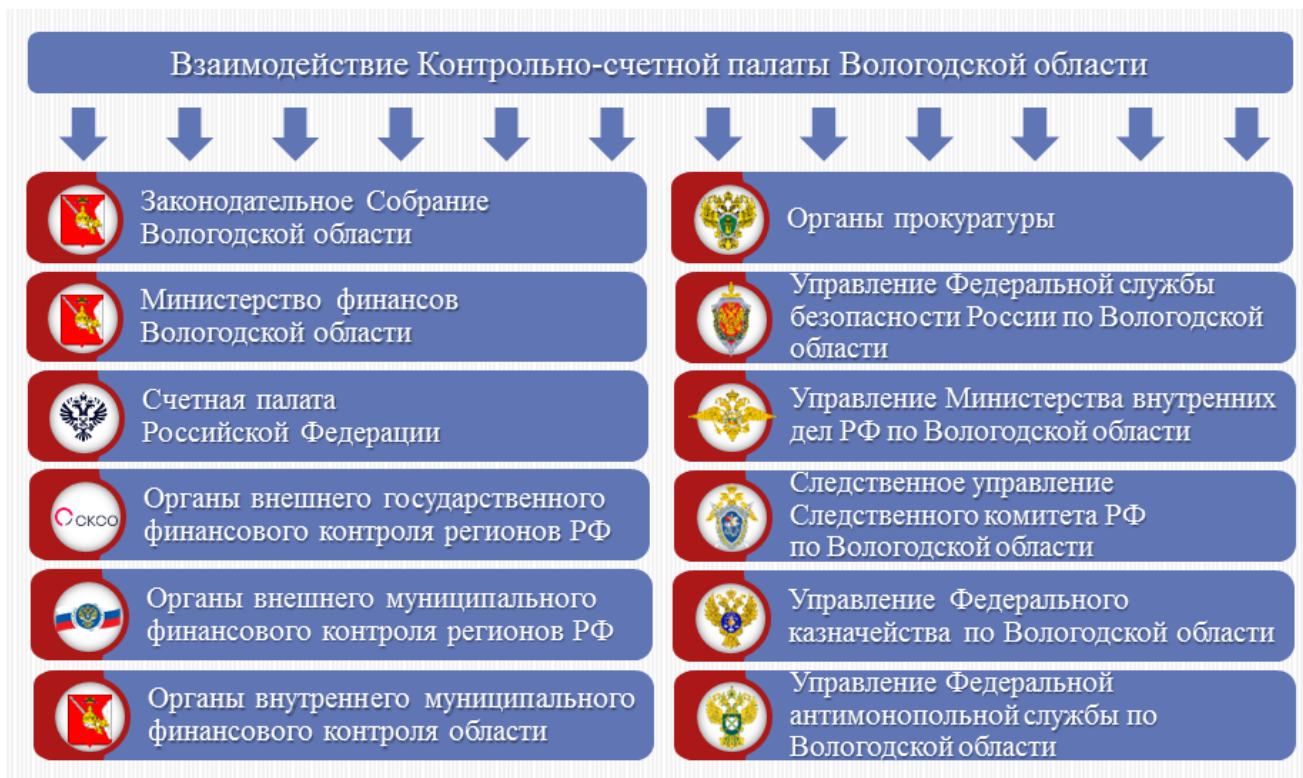 Взаимодействие Контрольно-счетной палаты Вологодской области
Законодательное Собрание
Вологодской области
Министерство финансов
Вологодской области
Счетная палата
Российской Федерации
СКСО
Органы внешнего государственного
финансового контроля регионов РФ
Органы внешнего муниципального
финансового контроля регионов РФ
Органы внутреннего муниципального
финансового контроля области
Органы прокуратуры
Управление Федеральной службы
безопасности России по Вологодской
области
Управление Министерства внутренних
дел РФ по Вологодской области
Следственное управление
Следственного комитета РФ
по Вологодской области
Управление Федерального
казначейства по Вологодской области
Управление Федеральной
антимонопольной службы по
Вологодской области